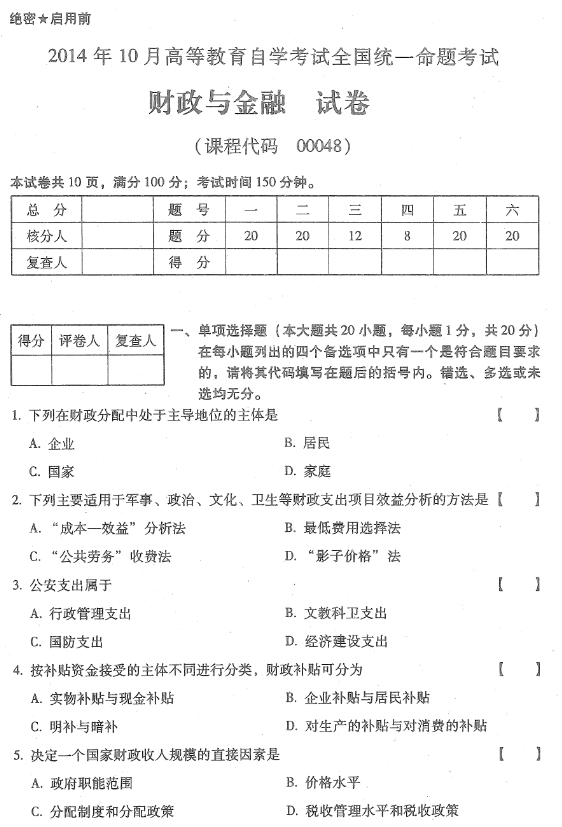 绝密★启用前
2014 年 10 月高等教育自学考试全国统一命题考试
财政与金融 试卷
(课程代码 00048)
本试卷共 10 页，满分 100 分；考试时间 150 分钟。
总 分 题 号 一 二 三 四 五 六
核分人 题 分 20 20 12 8 20 20
复查人 得 分
得分 评卷人 复查人
一、单项选择题（本大题共 20 小题，每小题 1 分，共 20 分）
在每小题列出的四个备选项中只有一个是符合题目要求
的，请将其代码填写在题后的括号内。错选、多选或未
选均无分。
1. 下列在财政分配中处于主导地位的主体是 【 】
A. 企业 B. 居民
C. 国家 D. 家庭
2. 下列主要适用于军事、政治、文化、卫生等财政支出项目效益分析的方法是 【 】
A. “成本—效益”分析法 B. 最低费用选择法
C. “公共劳务”收费法 D. “影子价格”法
3. 公安支出属于 【 】
A. 行政管理支出 B. 文教科卫支出
C. 国防支出 D. 经济建设支出
4. 按补贴资金接受的主体不同进行分类，财政补贴可分为 【 】
A. 实物补贴与现金补贴 B. 企业补贴与居民补贴
C. 明补与暗补 D. 对生产的补贴与对消费的补贴
5. 决定一个国家财政收入规模的直接因素是 【 】
A. 政府职能范围 B. 价格水平
C. 分配制度和分配政策 D. 税收管理水平和税收政策